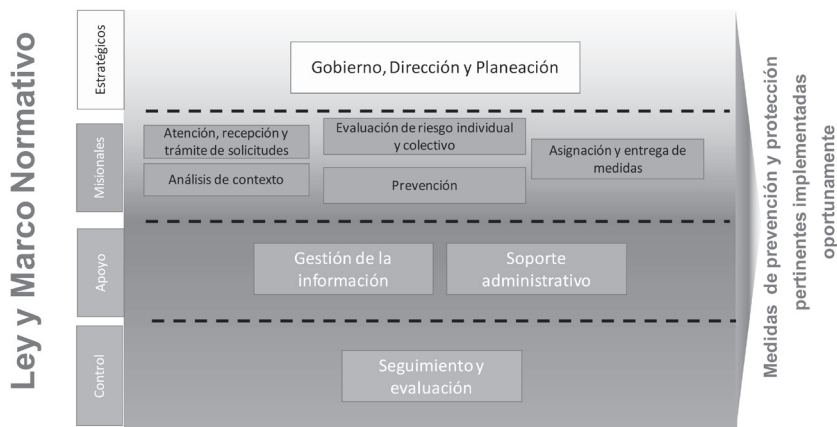 Ley y Marco Normativo
Estratégicos
Gobierno, Dirección y Planeación
Misionales
Atención, recepción y
trámite de solicitudes
Evaluación de riesgo individual
y colectivo
Asignación y entrega de
medidas
Análisis de contexto
Prevención
Apoyo
Gestión de la
información
Soporte
administrativo
Control
Seguimiento y
evaluación
Medidas de prevención y protección
pertinentes implementadas
oportunamente